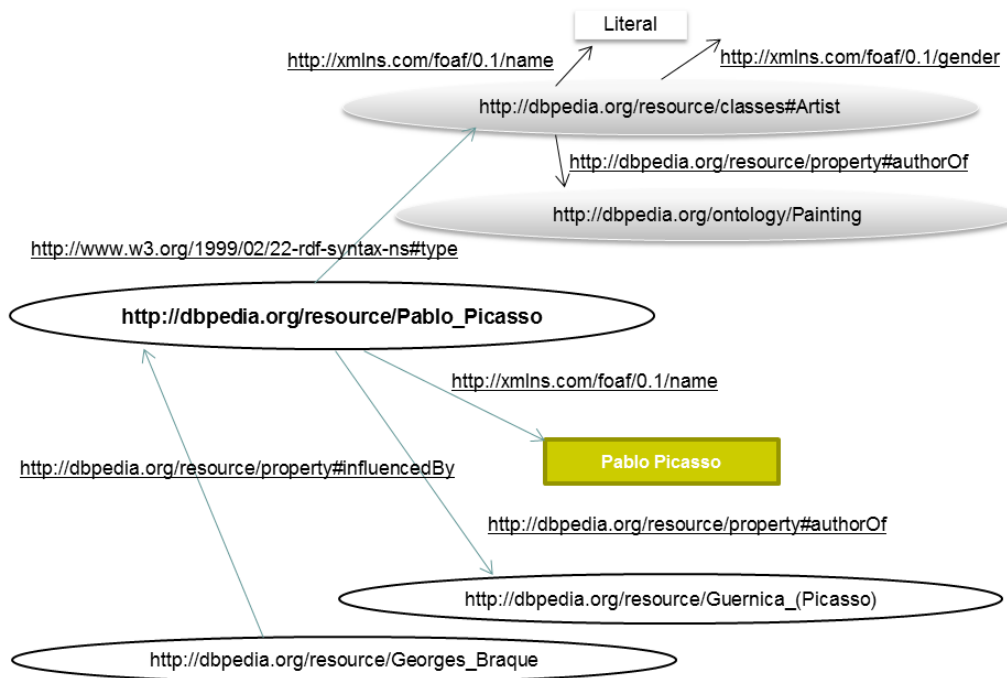 Literal
http://xmlns.com/foaf/0.1/name
http://xmlns.com/foaf/0.1/gender
http://dbpedia.org/resource/classes#Artist
http://dbpedia.org/resource/property#authorOf
http://dbpedia.org/ontology/Painting
http://www.w3.org/1999/02/22-rdf-syntax-ns#type
http://dbpedia.org/resource/Pablo_Picasso
http://xmlns.com/foaf/0.1/name
Pablo Picasso
http://dbpedia.org/resource/property#influencedBy
http://dbpedia.org/resource/property#authorOf
http://dbpedia.org/resource/Guernica_(Picasso)
http://dbpedia.org/resource/Georges_Braque